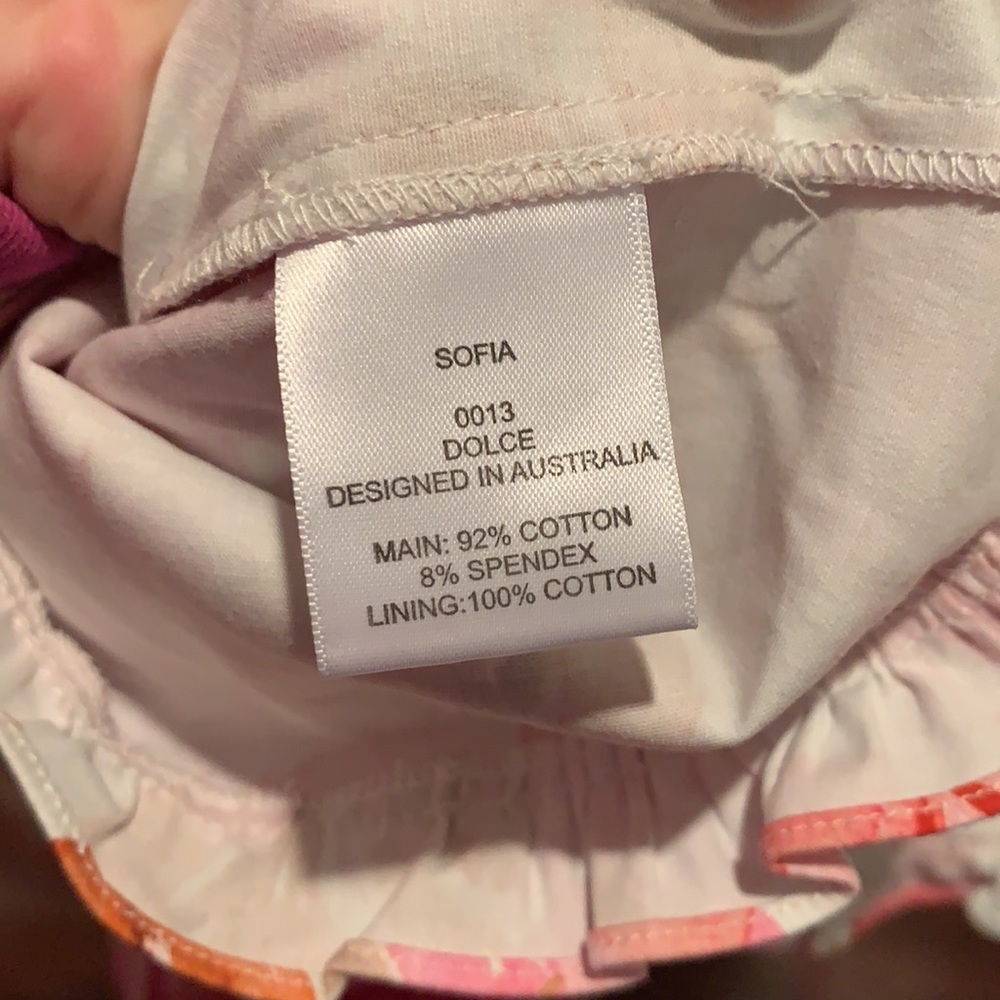 SOFIA
0013
DOLCE
DESIGNED IN AUSTRALIA
MAIN: 92% COTTON
8% SPENDEX
LINING:100% COTTON